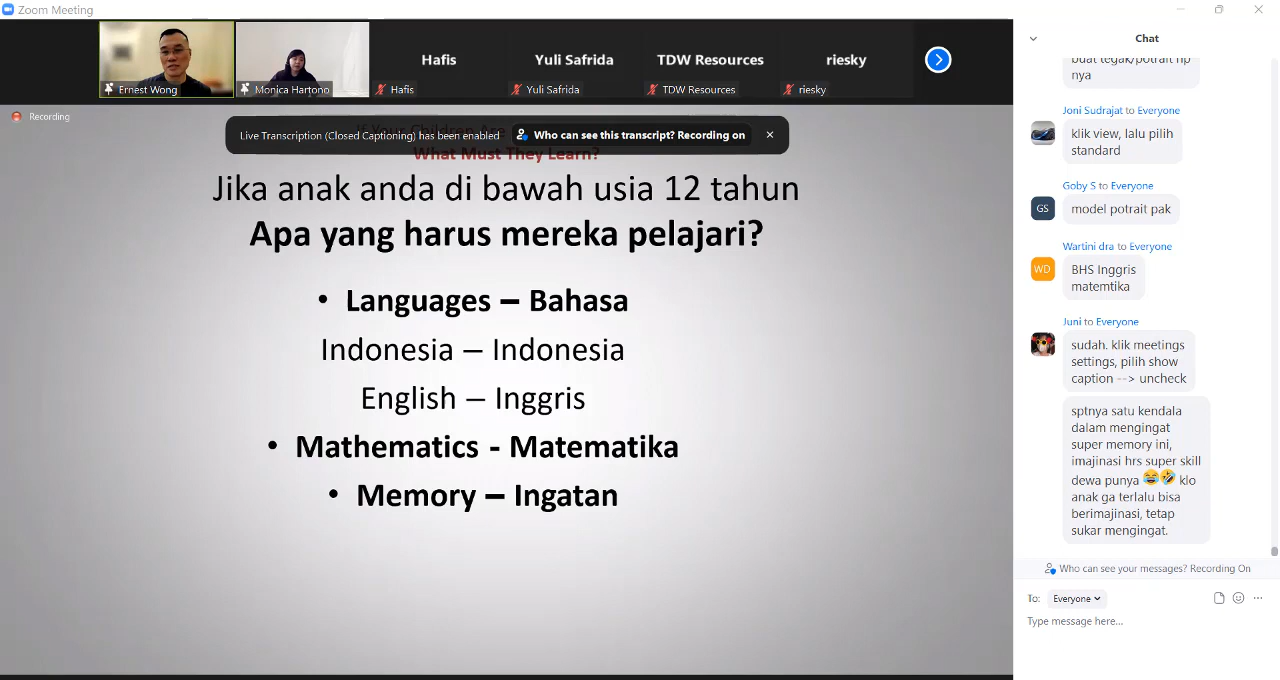 Zoom Meeting
Ernest Wong
Monica Hartono
Hafis
Hafis
Yuli Safrida
Yuli Safrida
TDW Resources
TDW Resources
riesky
riesky
Recording
Live Transcription (Closed Captioning) has been enabled
Who can see this transcript? Recording on
What Must They Learn?
Jika anak anda di bawah usia 12 tahun
Apa yang harus mereka pelajari?
• Languages – Bahasa
Indonesia – Indonesia
English – Inggris
• Mathematics - Matematika
• Memory – Ingatan
Chat
buat tegak/potrait hp
nya
Joni Sudrajat to Everyone
klik view, lalu pilih
standard
Goby S to Everyone
GS
model potrait pak
Wartini dra to Everyone
WD
BHS Inggris
matemtika
Juni to Everyone
sudah. klik meetings
settings, pilih show
caption --> uncheck
sptnya satu kendala
dalam mengingat
super memory ini,
imajinasi hrs super skill
dewa punya 😂🤣 klo
anak ga terlalu bisa
berimajinasi, tetap
sukar mengingat.
Who can see your messages? Recording On
To: Everyone
Type message here...